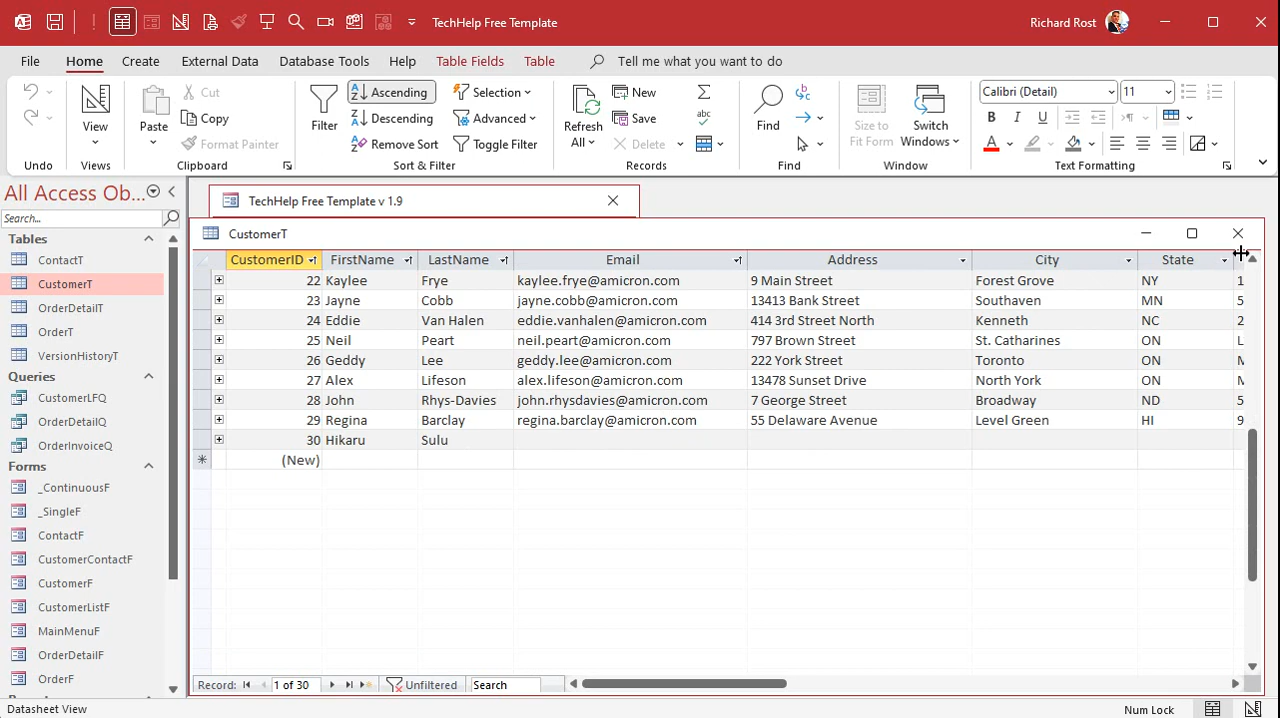 TechHelp Free Template
Richard Rost
File Home Create External Data Database Tools Help Table Fields Table Tell me what you want to do
View
Views
Undo
Paste
Cut
Copy
Format Painter
Clipboard
Filter
Ascending
Descending
Remove Sort
Selection
Advanced
Toggle Filter
Sort & Filter
Refresh
All
New
Save
Delete
Records
Find
Find
Size to
Fit Form
Switch
Windows
Window
Calibri (Detail) 11
B I U
A
Text Formatting
All Access Ob...
Search...
Tables
ContactT
CustomerT
OrderDetailT
OrderT
VersionHistoryT
Queries
CustomerLFQ
OrderDetailQ
OrderInvoiceQ
Forms
_ContinuousF
_SingleF
ContactF
CustomerContactF
CustomerF
CustomerListF
MainMenuF
OrderDetailF
OrderF
TechHelp Free Template v 1.9
CustomerT
CustomerID FirstName LastName Email Address City State
22 Kaylee Frye kaylee.frye@amicron.com 9 Main Street Forest Grove NY 1
23 Jayne Cobb jayne.cobb@amicron.com 13413 Bank Street Southaven MN 5
24 Eddie Van Halen eddie.vanhalen@amicron.com 414 3rd Street North Kenneth NC 2
25 Neil Peart neil.peart@amicron.com 797 Brown Street St. Catharines ON L
26 Geddy Lee geddy.lee@amicron.com 222 York Street Toronto ON M
27 Alex Lifeson alex.lifeson@amicron.com 13478 Sunset Drive North York ON M
28 John Rhys-Davies john.rhysdavies@amicron.com 7 George Street Broadway ND 5
29 Regina Barclay regina.barclay@amicron.com 55 Delaware Avenue Level Green HI 9
30 Hikaru Sulu
(New)
Record: 1 of 30 Unfiltered Search
Datasheet View
Num Lock